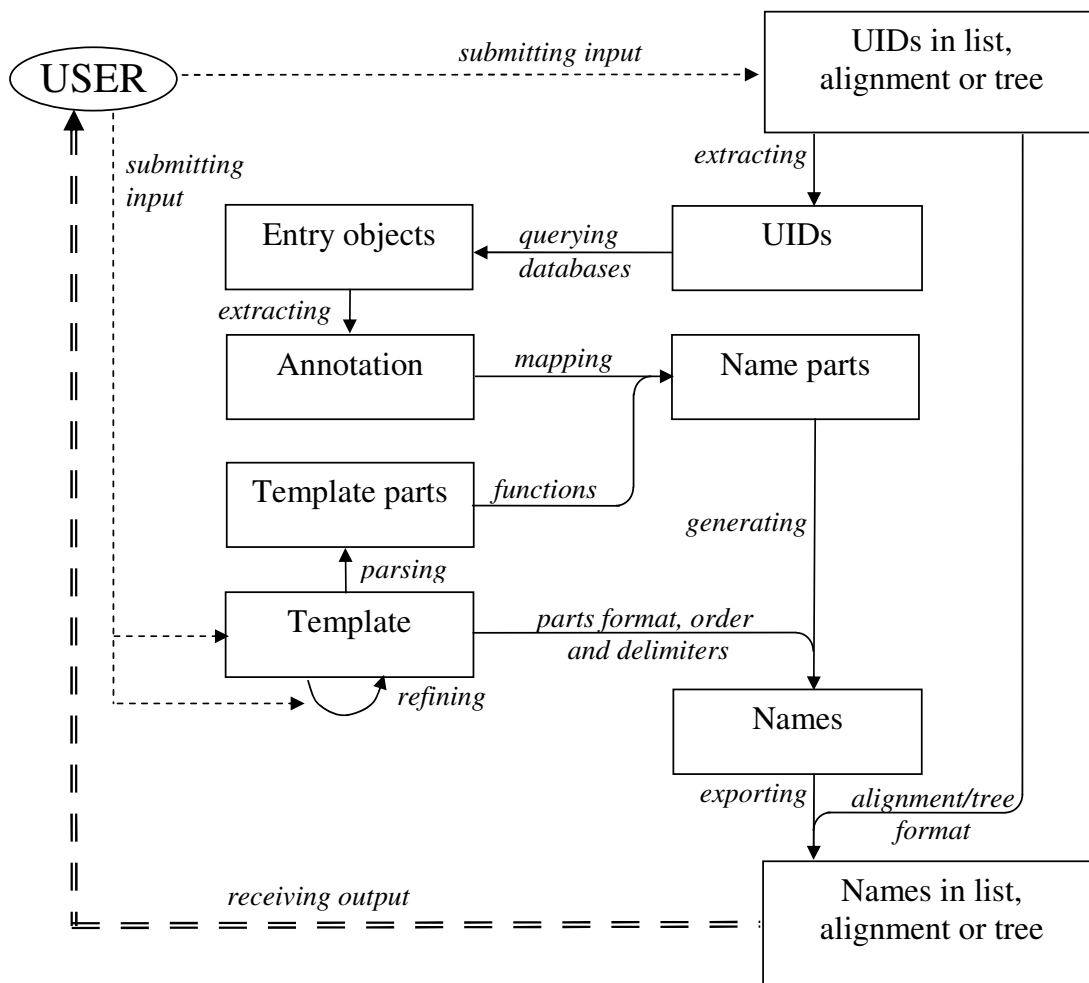 UIDs in list,
alignment or tree
submitting input
USER
extracting
submitting
input
Entry objects
querying
databases
UIDs
extracting
Annotation
mapping
Name parts
Template parts
functions
generating
parsing
Template
parts format, order
and delimiters
refining
Names
exporting
alignment/tree
format
Names in list,
alignment or tree
receiving output